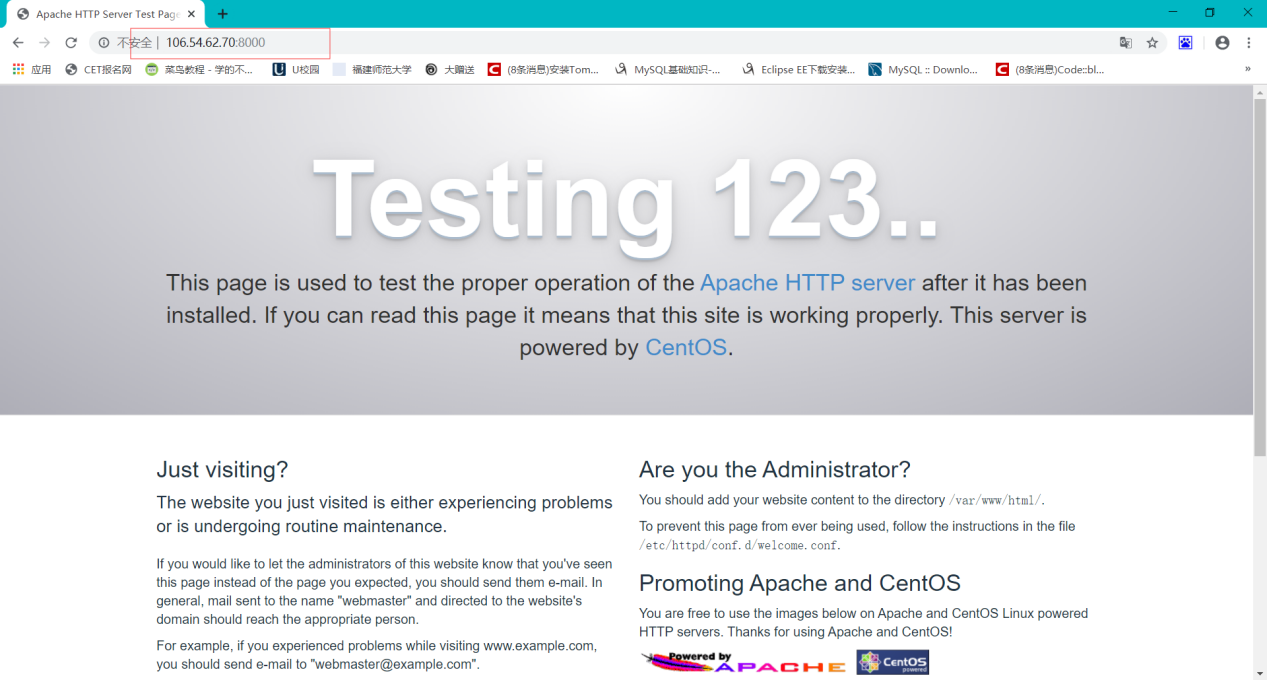 Apache HTTP Server Test Pag
不安全 | 106.54.62.70:8000
应用 CET报名网 菜鸟教程 - 学的不... U校园 福建师范大学 大赠送 (8条消息)安装Tom... MySQL基础知识-... Eclipse EE下载安装... MySQL :: Downlo... (8条消息)Code::bl... »
Testing 123..
This page is used to test the proper operation of the Apache HTTP server after it has been
installed. If you can read this page it means that this site is working properly. This server is
powered by CentOS.
Just visiting?
The website you just visited is either experiencing problems
or is undergoing routine maintenance.
If you would like to let the administrators of this website know that you've seen
this page instead of the page you expected, you should send them e-mail. In
general, mail sent to the name "webmaster" and directed to the website's
domain should reach the appropriate person.
For example, if you experienced problems while visiting www.example.com,
you should send e-mail to "webmaster@example.com".
Are you the Administrator?
You should add your website content to the directory /var/www/html/.
To prevent this page from ever being used, follow the instructions in the file
/etc/httpd/conf.d/welcome.conf.
Promoting Apache and CentOS
You are free to use the images below on Apache and CentOS Linux powered
HTTP servers. Thanks for using Apache and CentOS!
Powered by
APACHE
CentOS
powered